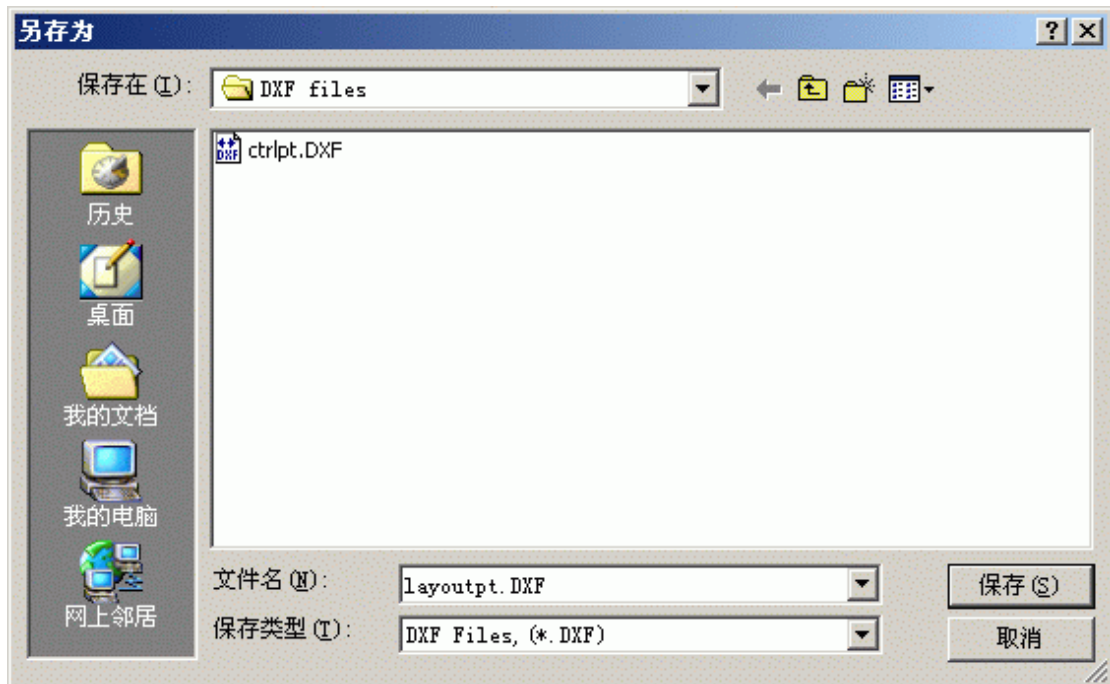 另存为
保存在(I):
DXF files
ctrlpt.DXF
历史
桌面
我的文档
我的电脑
网上邻居
文件名(N):
layoutpt.DXF
保存(S)
保存类型(T):
DXF Files, (*.DXF)
取消